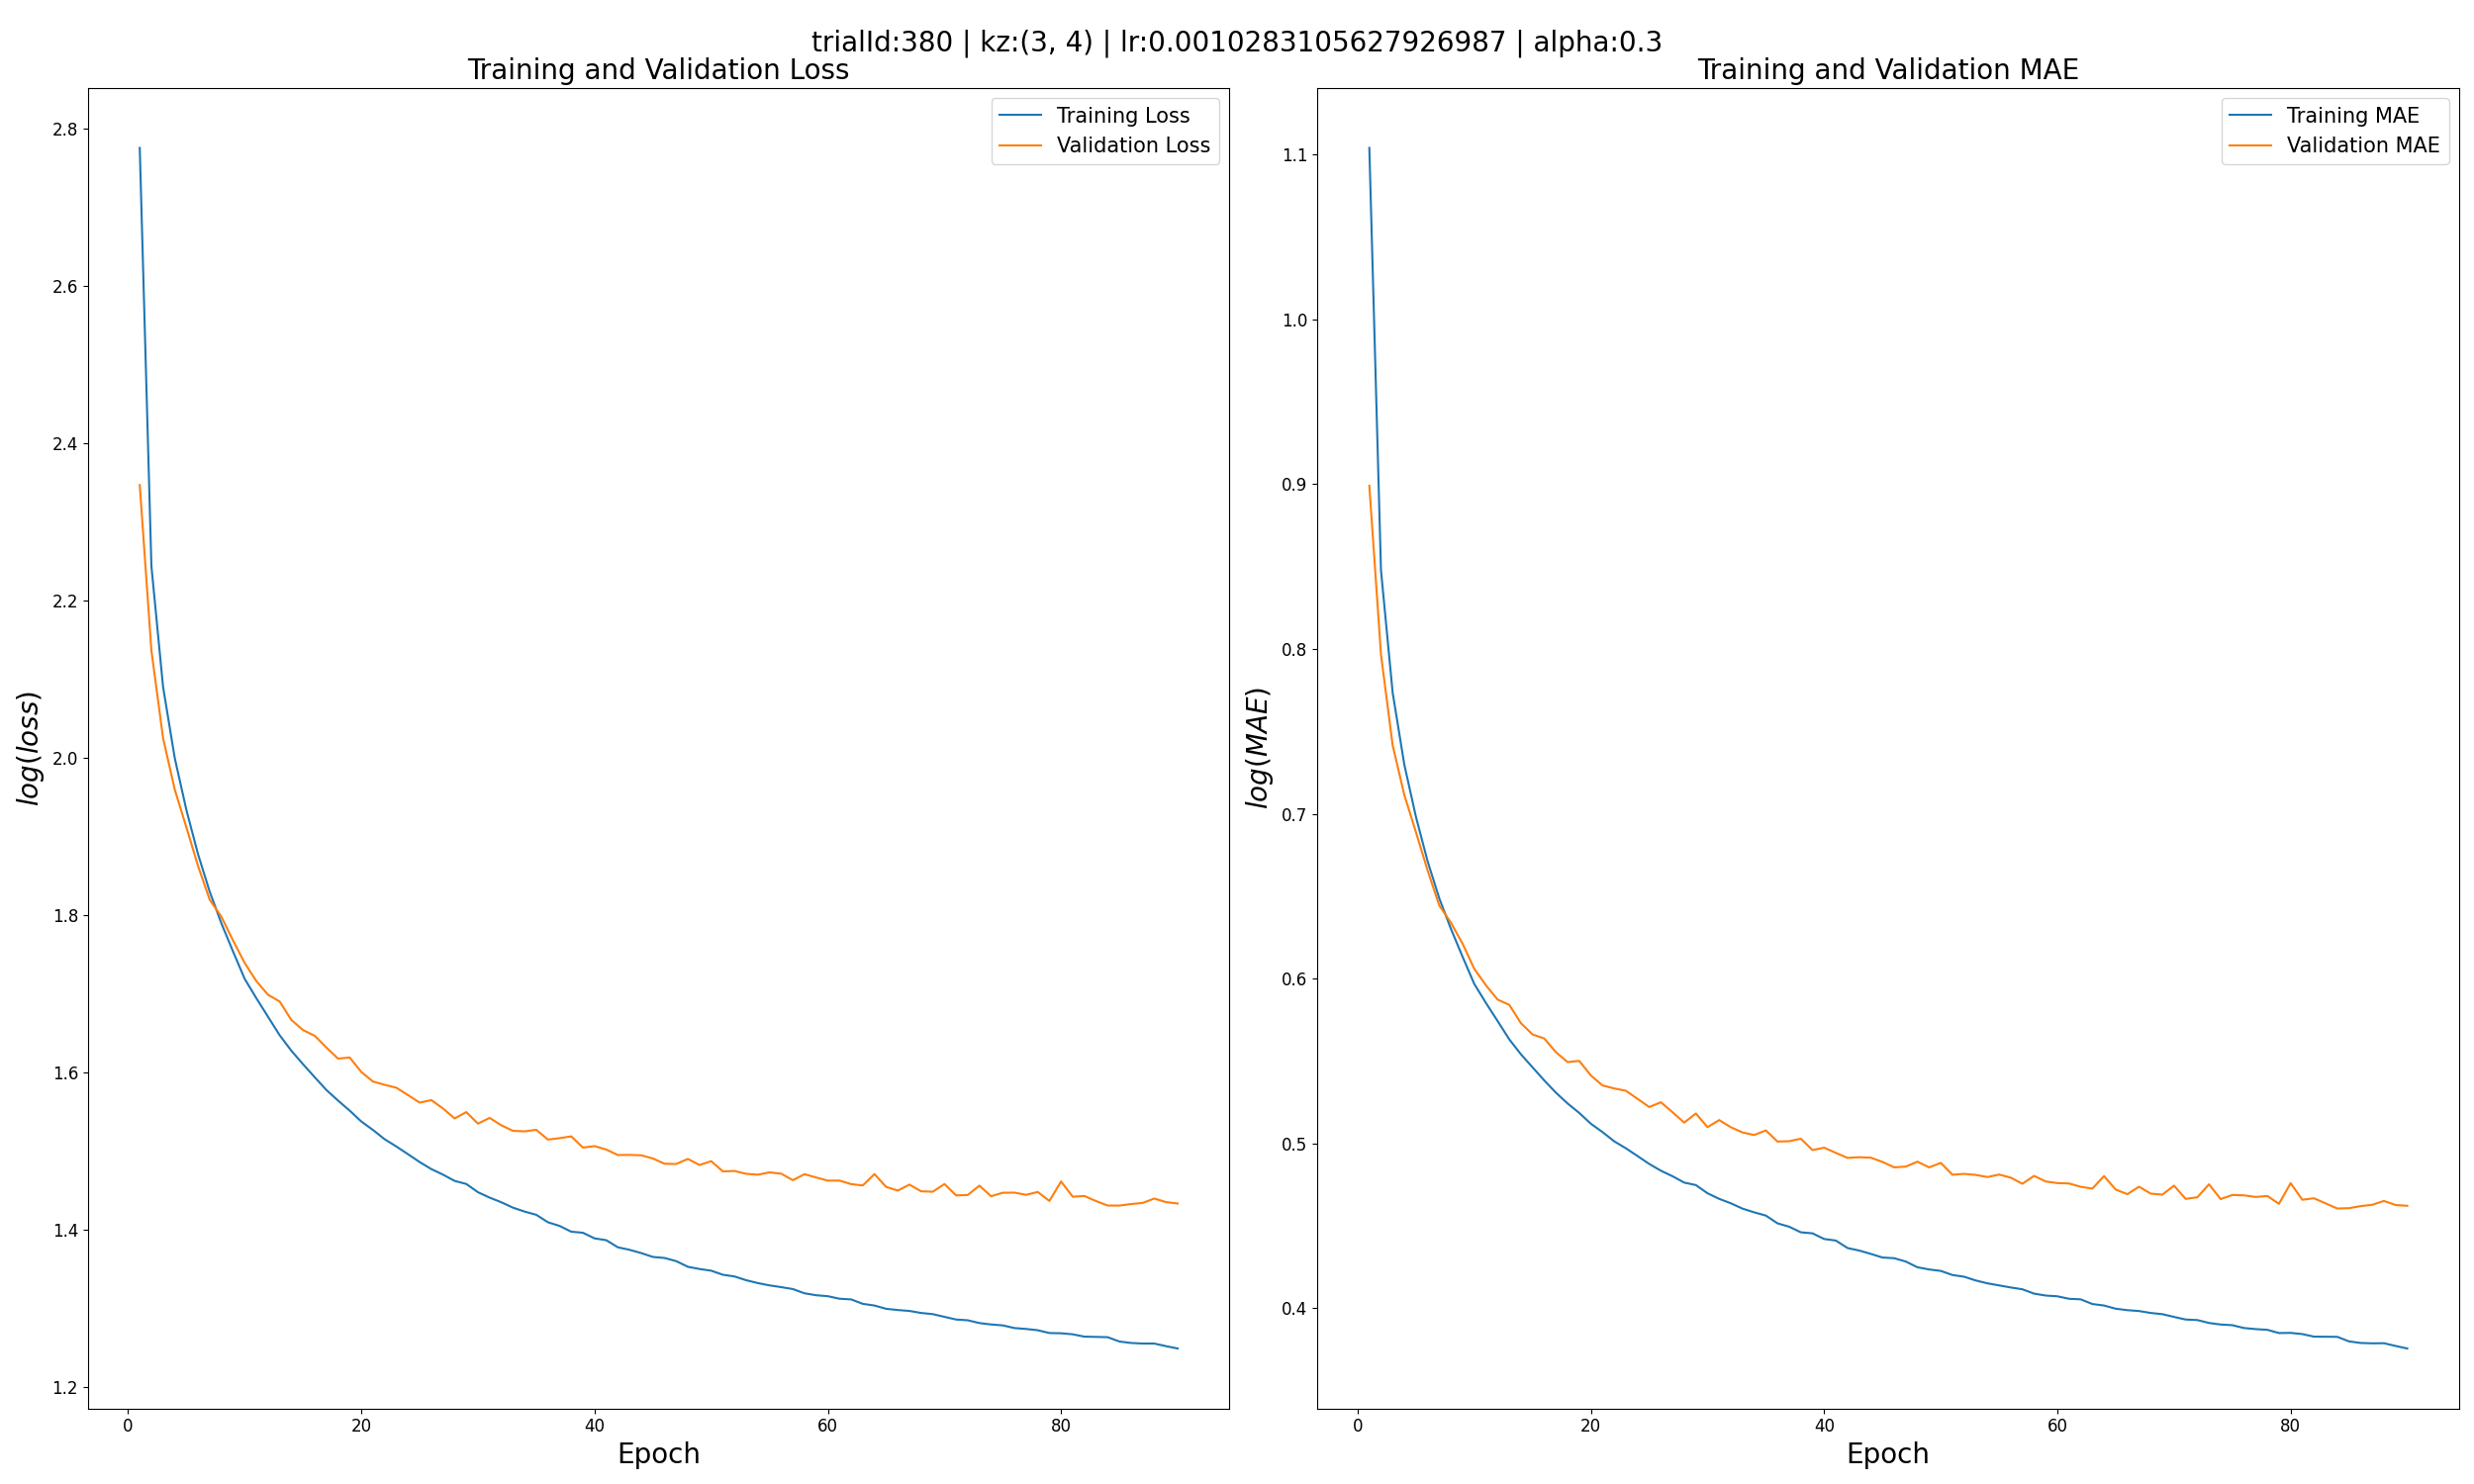 trialId:380 | kz:(3, 4) | lr:0.0010283105627926987 | alpha:0.3
Training and Validation Loss
Training Loss
Validation Loss
2.8
2.6
2.4
2.2
2.0
1.8
1.6
1.4
1.2
log(loss)
0 20 40 60 80
Epoch
Training and Validation MAE
Training MAE
Validation MAE
1.1
1.0
0.9
0.8
0.7
0.6
0.5
0.4
log(MAE)
0 20 40 60 80
Epoch